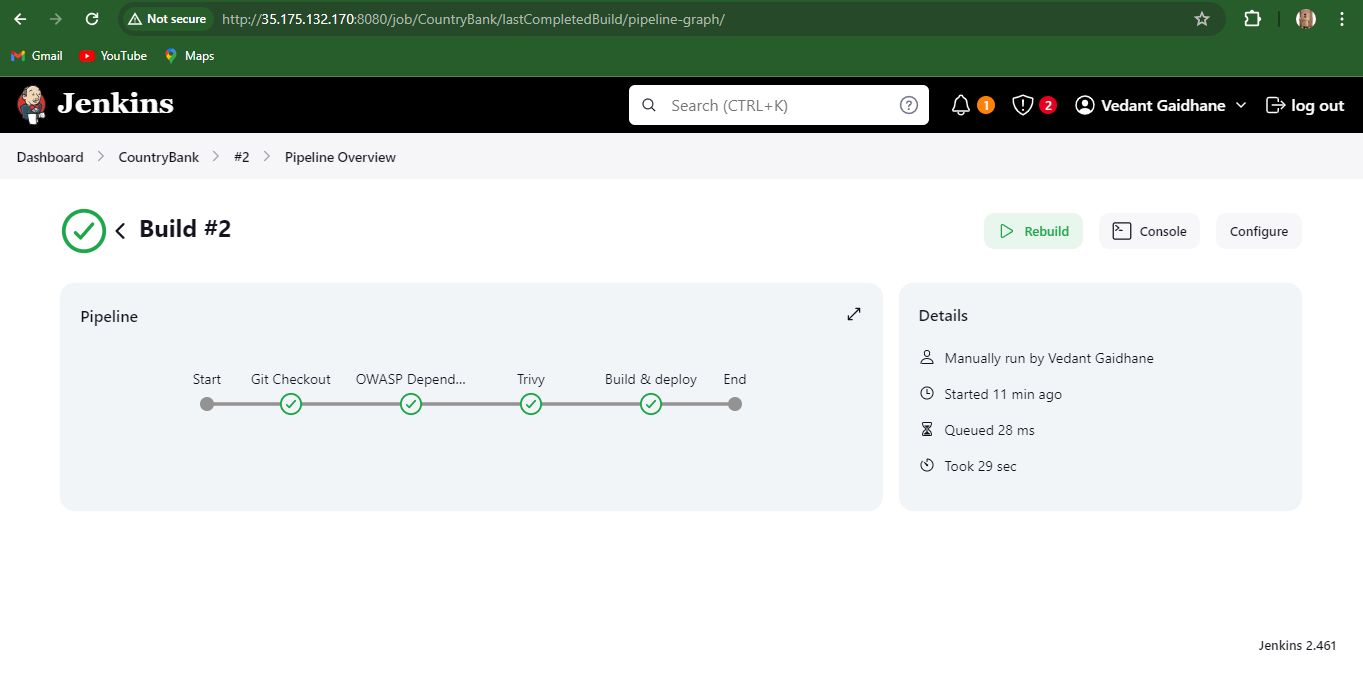 Not secure http://35.175.132.170:8080/job/CountryBank/lastCompletedBuild/pipeline-graph/
Gmail YouTube Maps
Jenkins Search (CTRL+K) ? 1 2 Vedant Gaidhane log out
Dashboard CountryBank #2 Pipeline Overview
Build #2
Rebuild Console Configure
Pipeline
Start Git Checkout OWASP Depend... Trivy Build & deploy End
Details
Manually run by Vedant Gaidhane
Started 11 min ago
Queued 28 ms
Took 29 sec
Jenkins 2.461